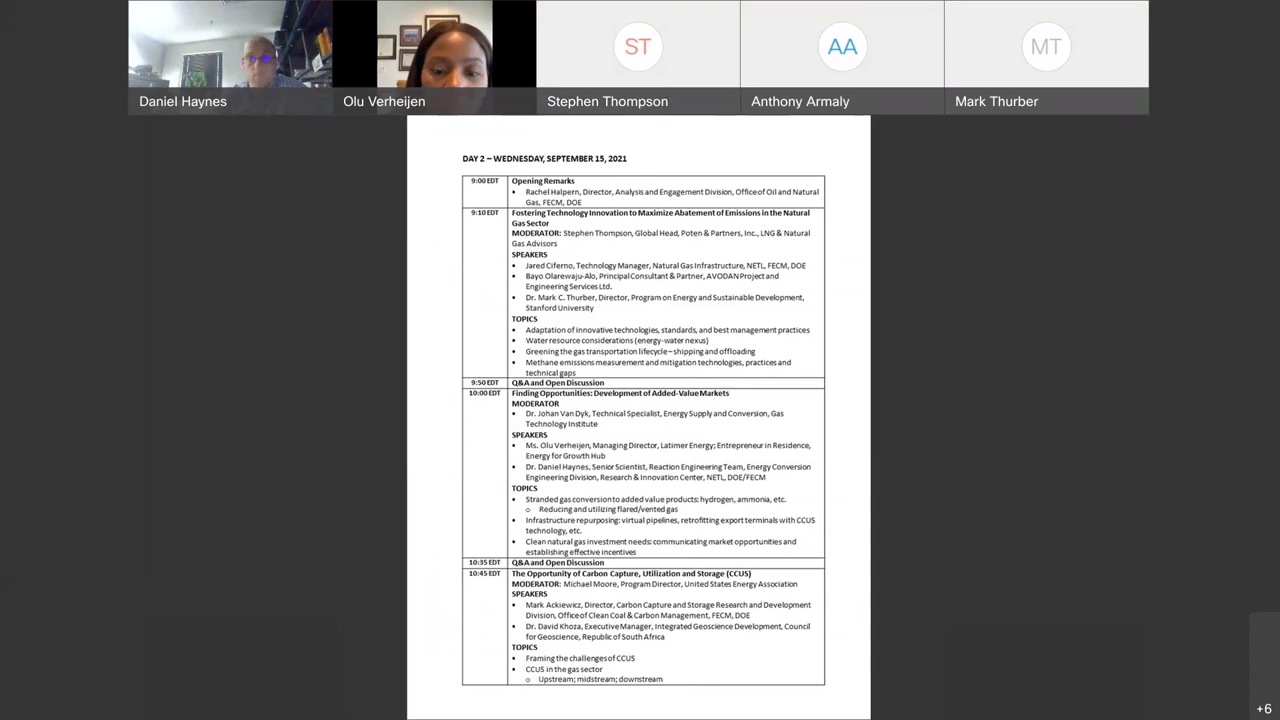 ST
AA
MT
Daniel Haynes
Olu Verheijen
Stephen Thompson
Anthony Armaly
Mark Thurber
DAY 2 – WEDNESDAY, SEPTEMBER 15, 2021
9:00 EDT
Opening Remarks
• Rachel Halpern, Director, Analysis and Engagement Division, Office of Oil and Natural
Gas, FECM, DOE
9:10 EDT
Fostering Technology Innovation to Maximize Abatement of Emissions in the Natural
Gas Sector
MODERATOR: Stephen Thompson, Global Head, Poten & Partners, Inc., LNG & Natural
Gas Advisors
SPEAKERS
• Jared Ciferno, Technology Manager, Natural Gas Infrastructure, NETL, FECM, DOE
• Bayo Olarewaju-Alo, Principal Consultant & Partner, AVODAN Project and
Engineering Services Ltd.
• Dr. Mark C. Thurber, Director, Program on Energy and Sustainable Development,
Stanford University
TOPICS
• Adaptation of innovative technologies, standards, and best management practices
• Water resource considerations (energy-water nexus)
• Greening the gas transportation lifecycle – shipping and offloading
• Methane emissions measurement and mitigation technologies, practices and
technical gaps
9:50 EDT
Q&A and Open Discussion
10:00 EDT
Finding Opportunities: Development of Added-Value Markets
MODERATOR
• Dr. Johan Van Dyk, Technical Specialist, Energy Supply and Conversion, Gas
Technology Institute
SPEAKERS
• Ms. Olu Verheijen, Managing Director, Latimer Energy; Entrepreneur in Residence,
Energy for Growth Hub
• Dr. Daniel Haynes, Senior Scientist, Reaction Engineering Team, Energy Conversion
Engineering Division, Research & Innovation Center, NETL, DOE/FECM
TOPICS
• Stranded gas conversion to added value products: hydrogen, ammonia, etc.
o Reducing and utilizing flared/vented gas
• Infrastructure repurposing: virtual pipelines, retrofitting export terminals with CCUS
technology, etc.
• Clean natural gas investment needs: communicating market opportunities and
establishing effective incentives
10:35 EDT
Q&A and Open Discussion
10:45 EDT
The Opportunity of Carbon Capture, Utilization and Storage (CCUS)
MODERATOR: Michael Moore, Program Director, United States Energy Association
SPEAKERS
• Mark Ackiewicz, Director, Carbon Capture and Storage Research and Development
Division, Office of Clean Coal & Carbon Management, FECM, DOE
• Dr. David Khoza, Executive Manager, Integrated Geoscience Development, Council
for Geoscience, Republic of South Africa
TOPICS
• Framing the challenges of CCUS
• CCUS in the gas sector
o Upstream; midstream; downstream
+6